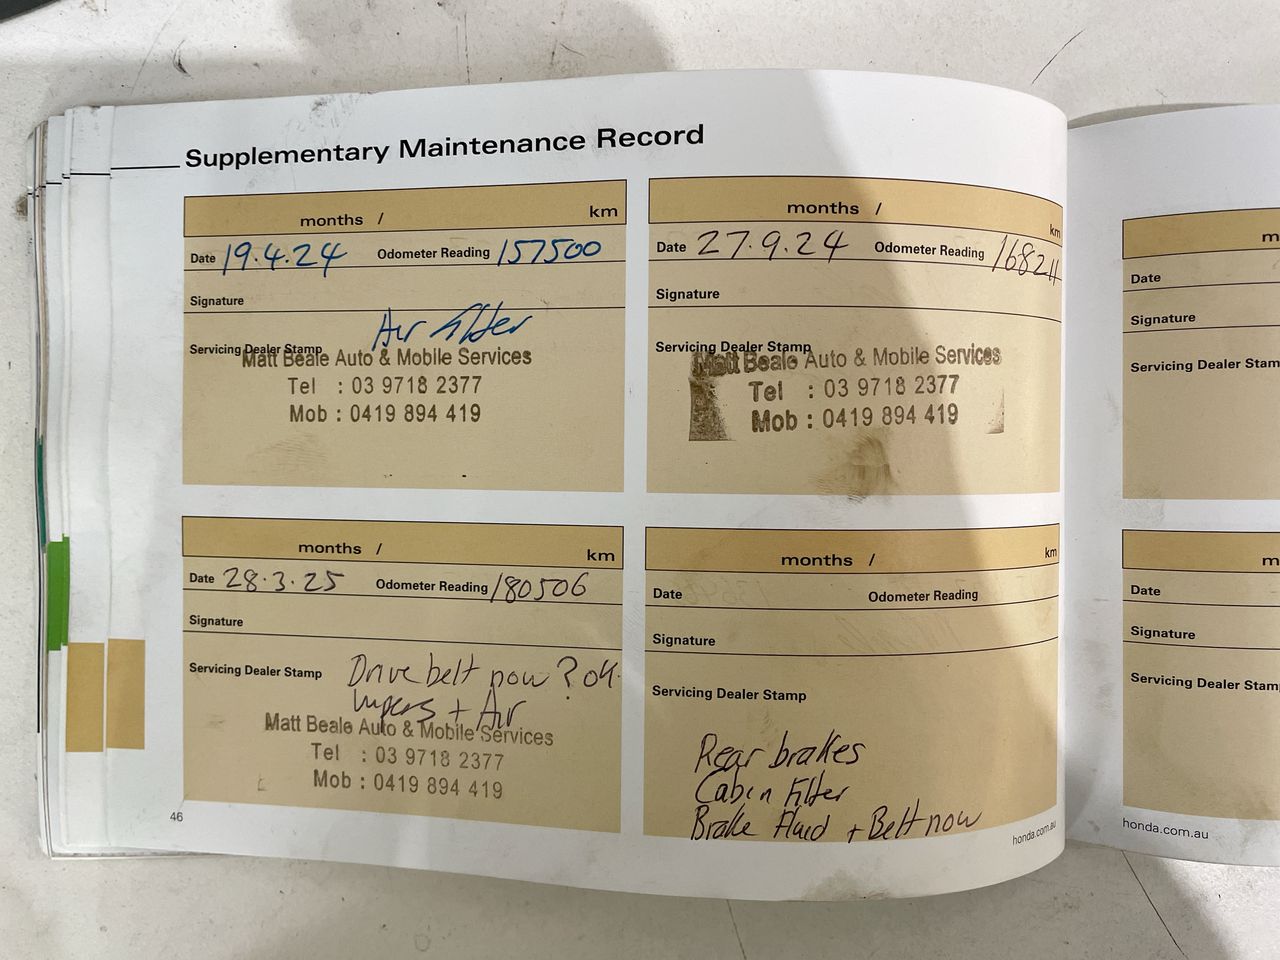 Supplementary Maintenance Record
months / km
Date 19.4.24 Odometer Reading 157500
Signature
Air Filter
Servicing Dealer Stamp
Matt Beale Auto & Mobile Services
Tel : 03 9718 2377
Mob : 0419 894 419
months / km
Date 27.9.24 Odometer Reading 168211
Signature
Servicing Dealer Stamp
Matt Beale Auto & Mobile Services
Tel : 03 9718 2377
Mob : 0419 894 419
months / km
Date 28.3.25 Odometer Reading 180506
Signature
Servicing Dealer Stamp Drive belt now ? OK.
Wipers + Air
Matt Beale Auto & Mobile Services
Tel : 03 9718 2377
Mob : 0419 894 419
months / km
Date Odometer Reading
Signature
Servicing Dealer Stamp
Rear brakes
Cabin Filter
Brake Fluid + Belt now
46
honda.com.au
m
Date
Signature
Servicing Dealer Stam
m
Date
Signature
Servicing Dealer Stam
honda.com.au